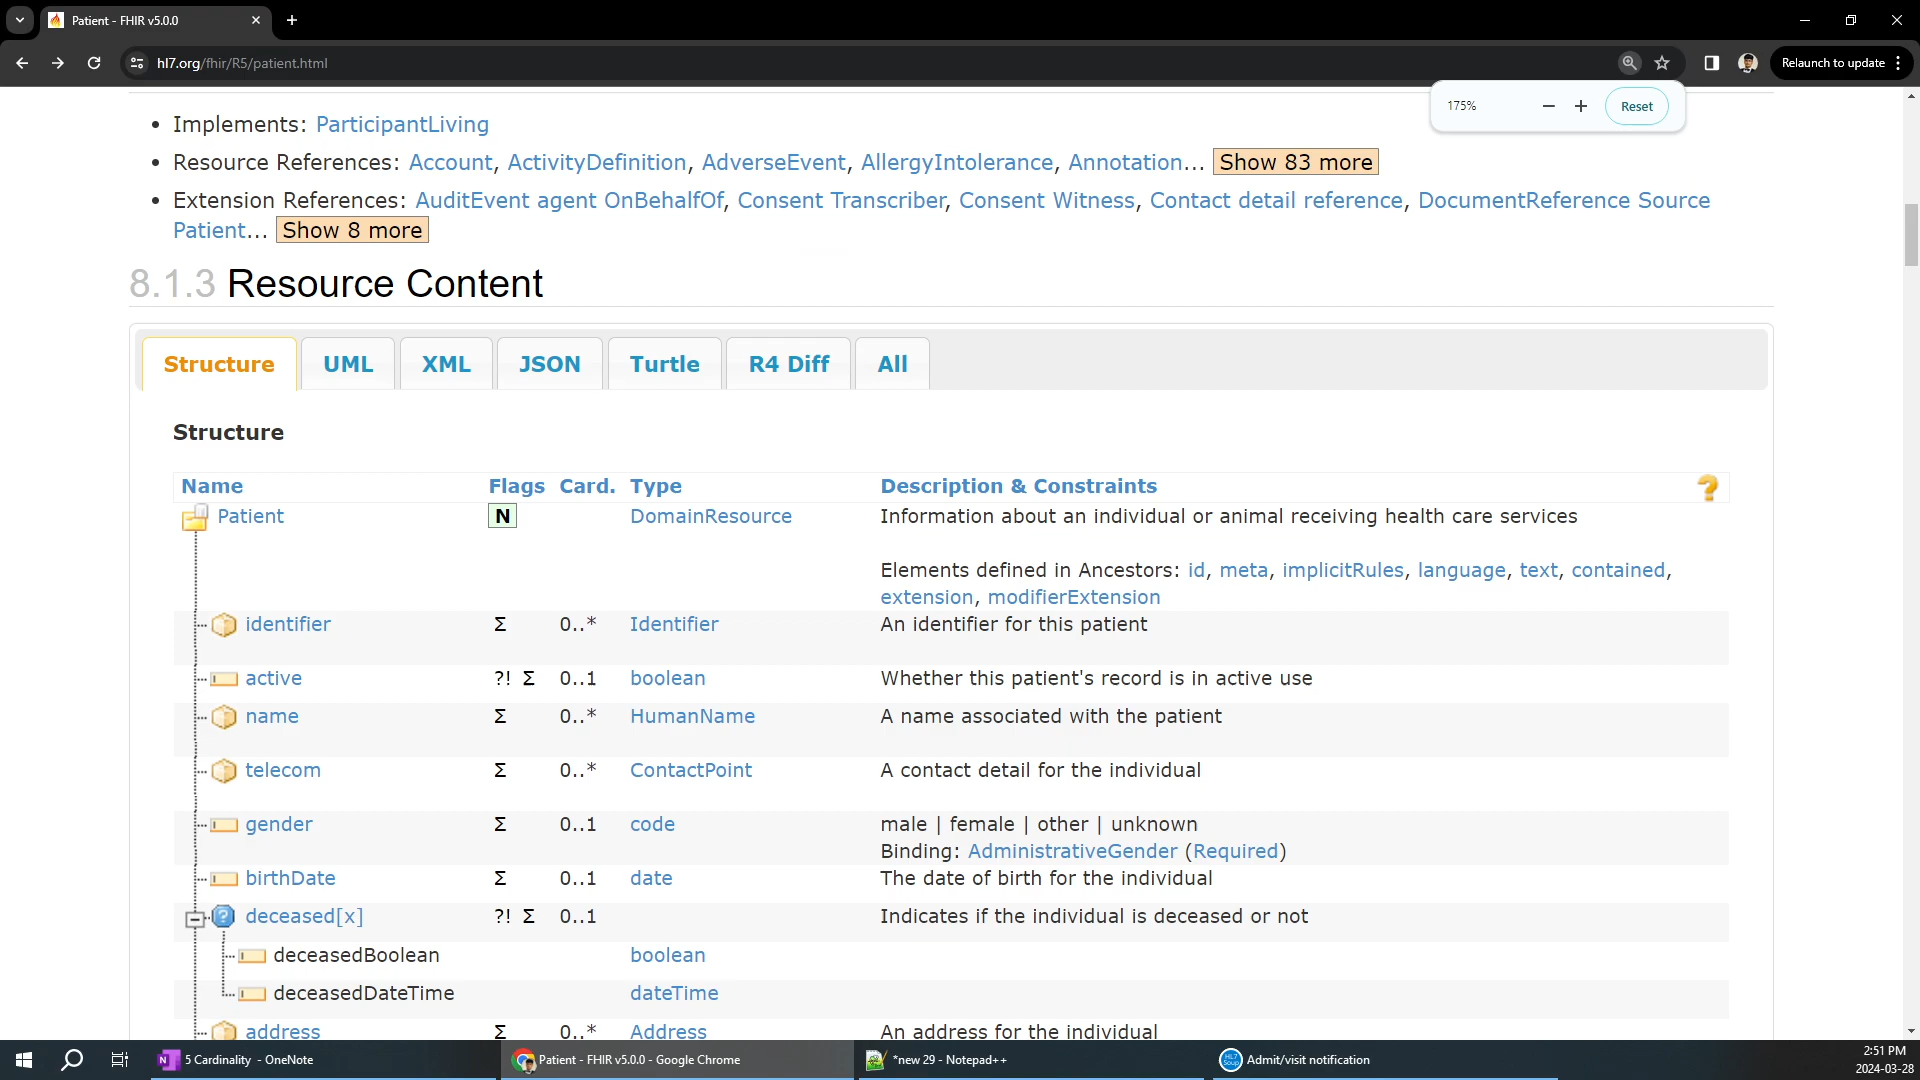 Patient - FHIR v5.0.0
hl7.org/fhir/R5/patient.html
Relaunch to update
175%
Reset
• Implements: ParticipantLiving
• Resource References: Account, ActivityDefinition, AdverseEvent, AllergyIntolerance, Annotation... Show 83 more
• Extension References: AuditEvent agent OnBehalfOf, Consent Transcriber, Consent Witness, Contact detail reference, DocumentReference Source
Patient... Show 8 more
8.1.3 Resource Content
Structure UML XML JSON Turtle R4 Diff All
Structure
Name Flags Card. Type Description & Constraints
Patient N DomainResource Information about an individual or animal receiving health care services
Elements defined in Ancestors: id, meta, implicitRules, language, text, contained,
extension, modifierExtension
identifier Σ 0..* Identifier An identifier for this patient
active ?! Σ 0..1 boolean Whether this patient's record is in active use
name Σ 0..* HumanName A name associated with the patient
telecom Σ 0..* ContactPoint A contact detail for the individual
gender Σ 0..1 code male | female | other | unknown
Binding: AdministrativeGender (Required)
birthDate Σ 0..1 date The date of birth for the individual
deceased[x] ?! Σ 0..1 Indicates if the individual is deceased or not
deceasedBoolean boolean
deceasedDateTime dateTime
address Σ 0..* Address An address for the individual
5 Cardinality - OneNote
Patient - FHIR v5.0.0 - Google Chrome
*new 29 - Notepad++
Admit/visit notification
2:51 PM
2024-03-28